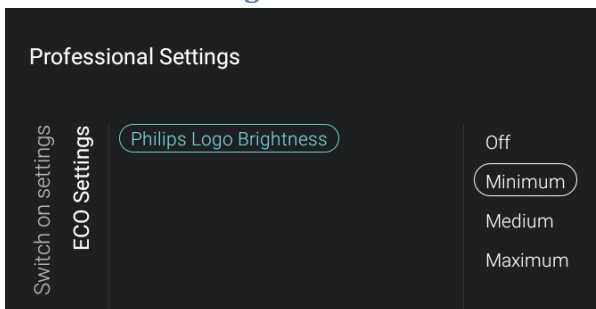 Professional Settings
Switch on settings
ECO Settings
Philips Logo Brightness
Off
Minimum
Medium
Maximum